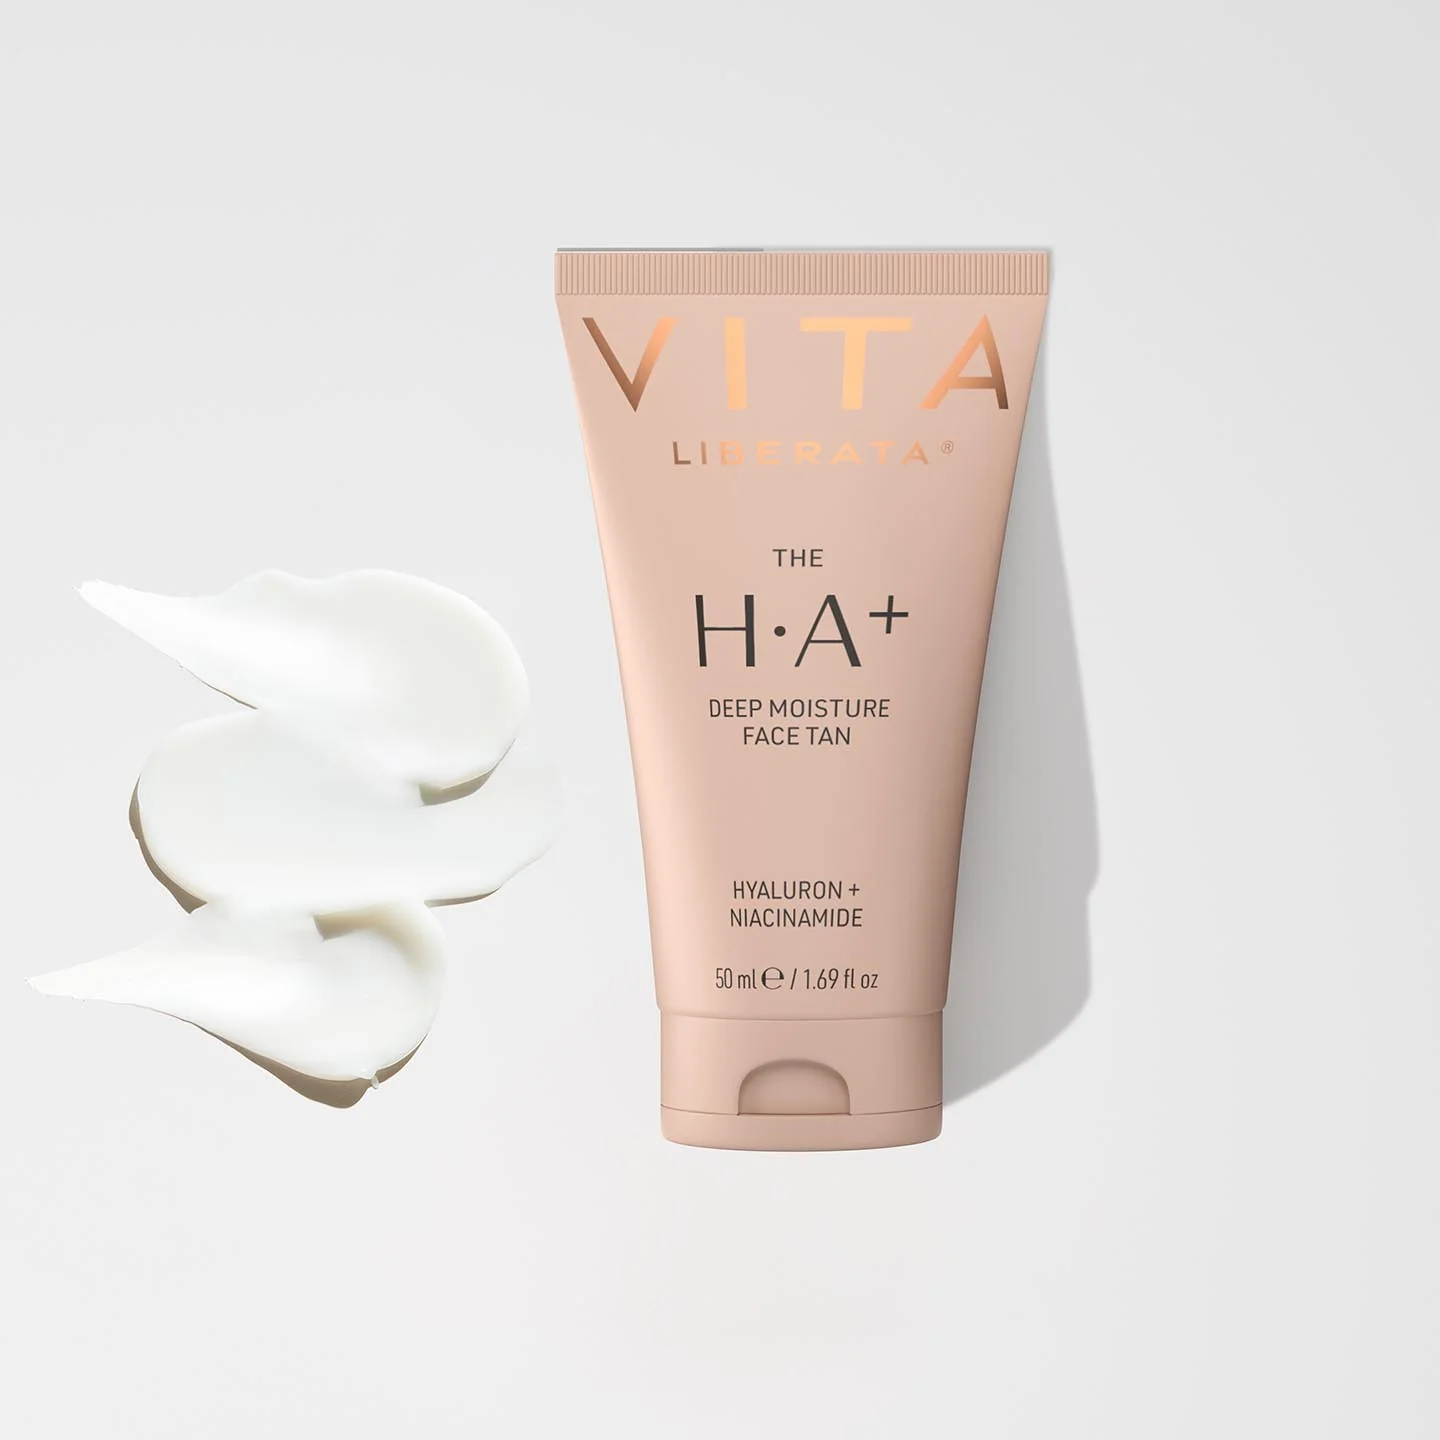 VITA
LIBERATA®
THE
H·A+
DEEP MOISTURE
FACE TAN
HYALURON +
NIACINAMIDE
50 ml ℮ / 1.69 fl oz